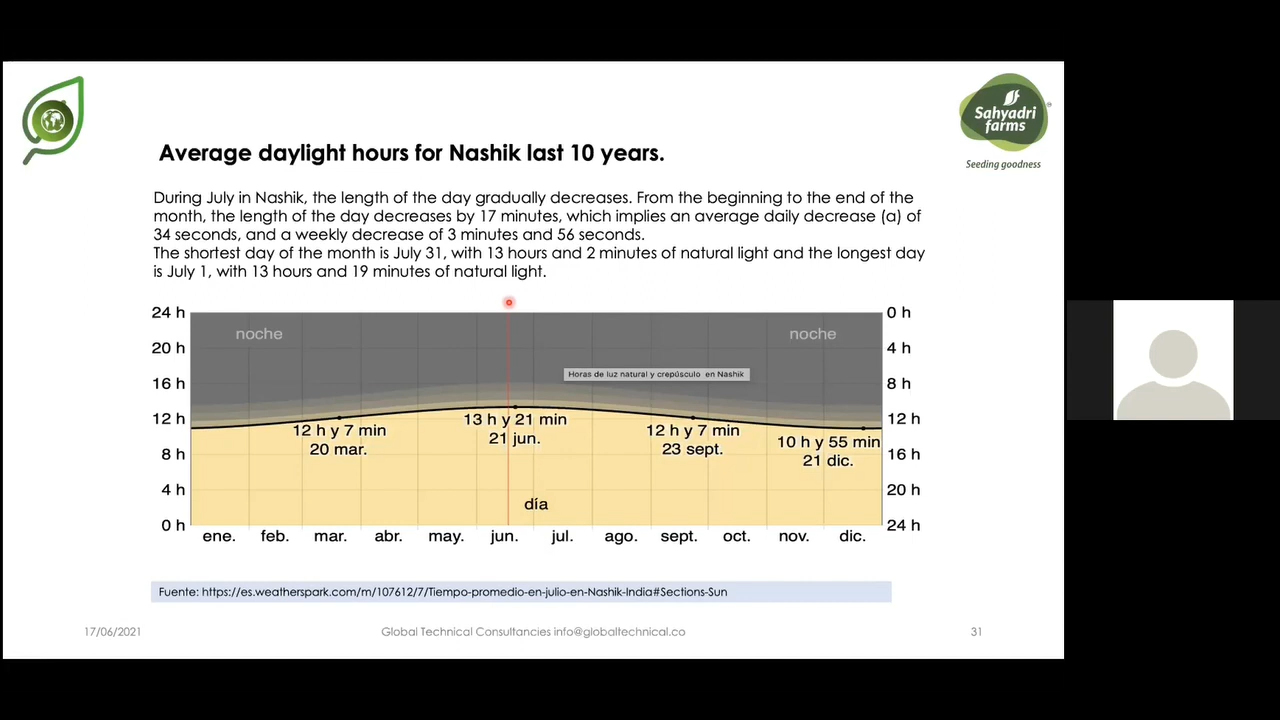 Sahyadri
farms
Seeding goodness
Average daylight hours for Nashik last 10 years.
During July in Nashik, the length of the day gradually decreases. From the beginning to the end of the
month, the length of the day decreases by 17 minutes, which implies an average daily decrease (a) of
34 seconds, and a weekly decrease of 3 minutes and 56 seconds.
The shortest day of the month is July 31, with 13 hours and 2 minutes of natural light and the longest day
is July 1, with 13 hours and 19 minutes of natural light.
24 h 0 h
noche noche
20 h 4 h
Horas de luz natural y crepúsculo en Nashik
16 h 8 h
12 h 12 h
12 h y 7 min 13 h y 21 min 12 h y 7 min 10 h y 55 min
20 mar. 21 jun. 23 sept. 21 dic.
8 h 16 h
4 h 20 h
día
0 h 24 h
ene. feb. mar. abr. may. jun. jul. ago. sept. oct. nov. dic.
Fuente: https://es.weatherspark.com/m/107612/7/Tiempo-promedio-en-julio-en-Nashik-India#Sections-Sun
17/06/2021 Global Technical Consultancies info@globaltechnical.co 31